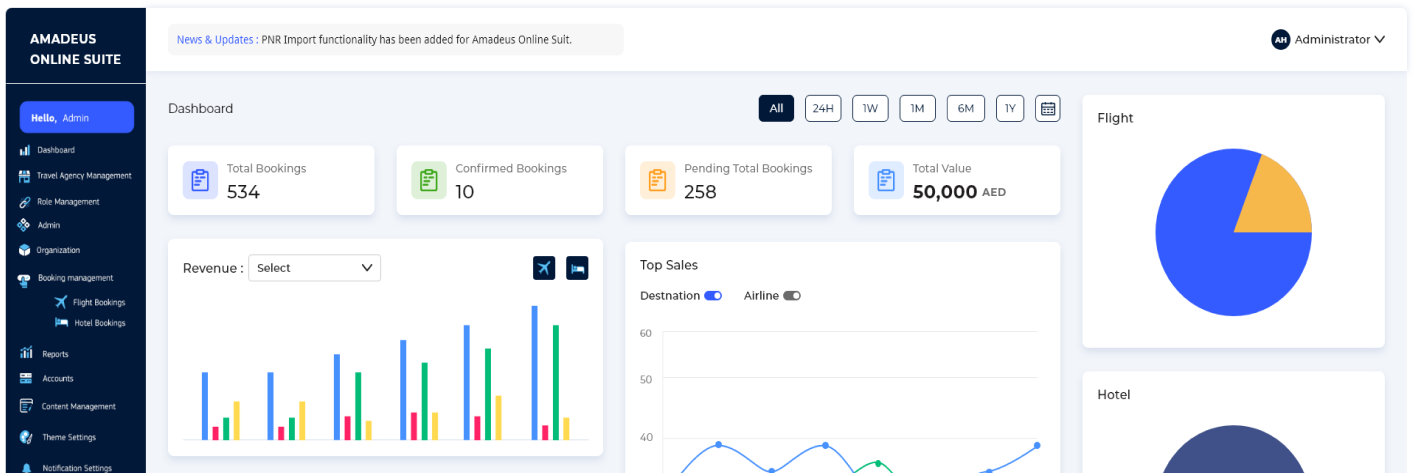 AMADEUS
ONLINE SUITE
Hello, Admin
Dashboard
Travel Agency Management
Role Management
Admin
Organization
Booking management
Flight Bookings
Hotel Bookings
Reports
Accounts
Content Management
Theme Settings
Notification Settings
News & Updates : PNR Import functionality has been added for Amadeus Online Suit.
AH Administrator
Dashboard
All 24H 1W 1M 6M 1Y
Total Bookings
534
Confirmed Bookings
10
Pending Total Bookings
258
Total Value
50,000 AED
Revenue : Select
Top Sales
Destnation Airline
60
50
40
Flight
Hotel